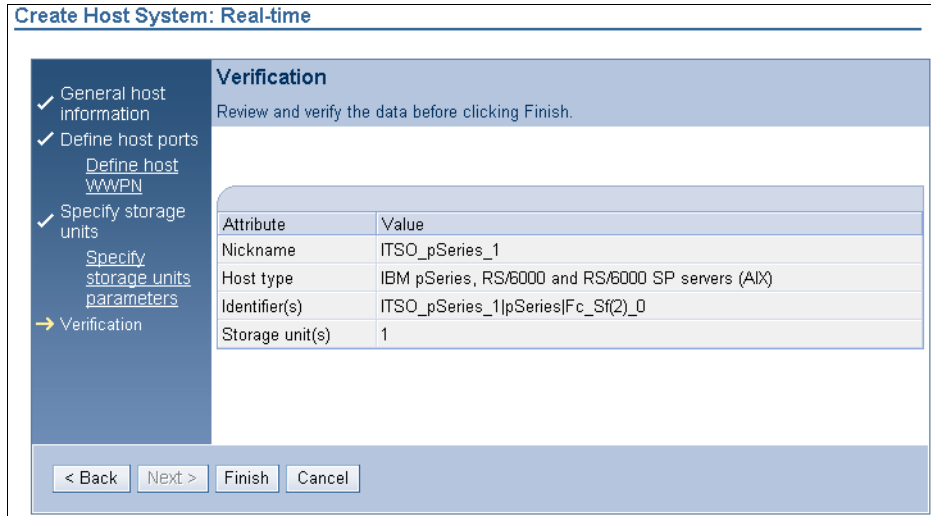 Create Host System: Real-time
General host
information
Define host ports
Define host
WWPN
Specify storage
units
Specify
storage units
parameters
Verification
Verification
Review and verify the data before clicking Finish.
Attribute Value
Nickname ITSO_pSeries_1
Host type IBM pSeries, RS/6000 and RS/6000 SP servers (AIX)
Identifier(s) ITSO_pSeries_1|pSeries|Fc_Sf(2)_0
Storage unit(s) 1
< Back Next > Finish Cancel